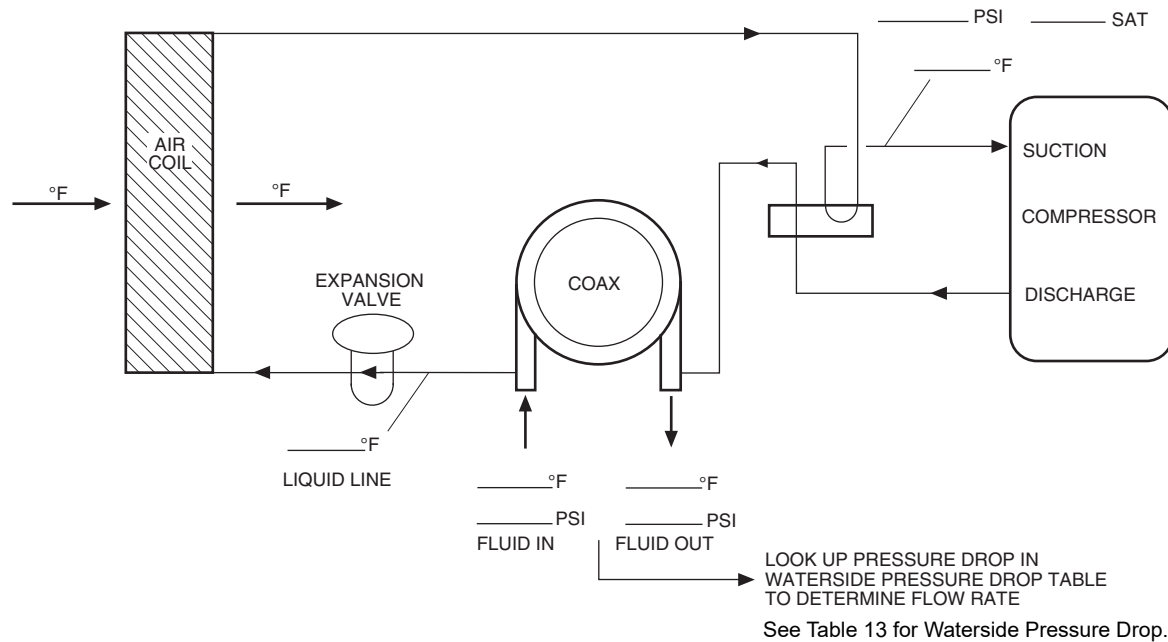 PSI SAT
°F
AIR
COIL
SUCTION
°F
°F
COMPRESSOR
EXPANSION
VALVE
COAX
DISCHARGE
°F
LIQUID LINE
°F
°F
PSI
PSI
FLUID IN
FLUID OUT
LOOK UP PRESSURE DROP IN
WATERSIDE PRESSURE DROP TABLE
TO DETERMINE FLOW RATE
See Table 13 for Waterside Pressure Drop.